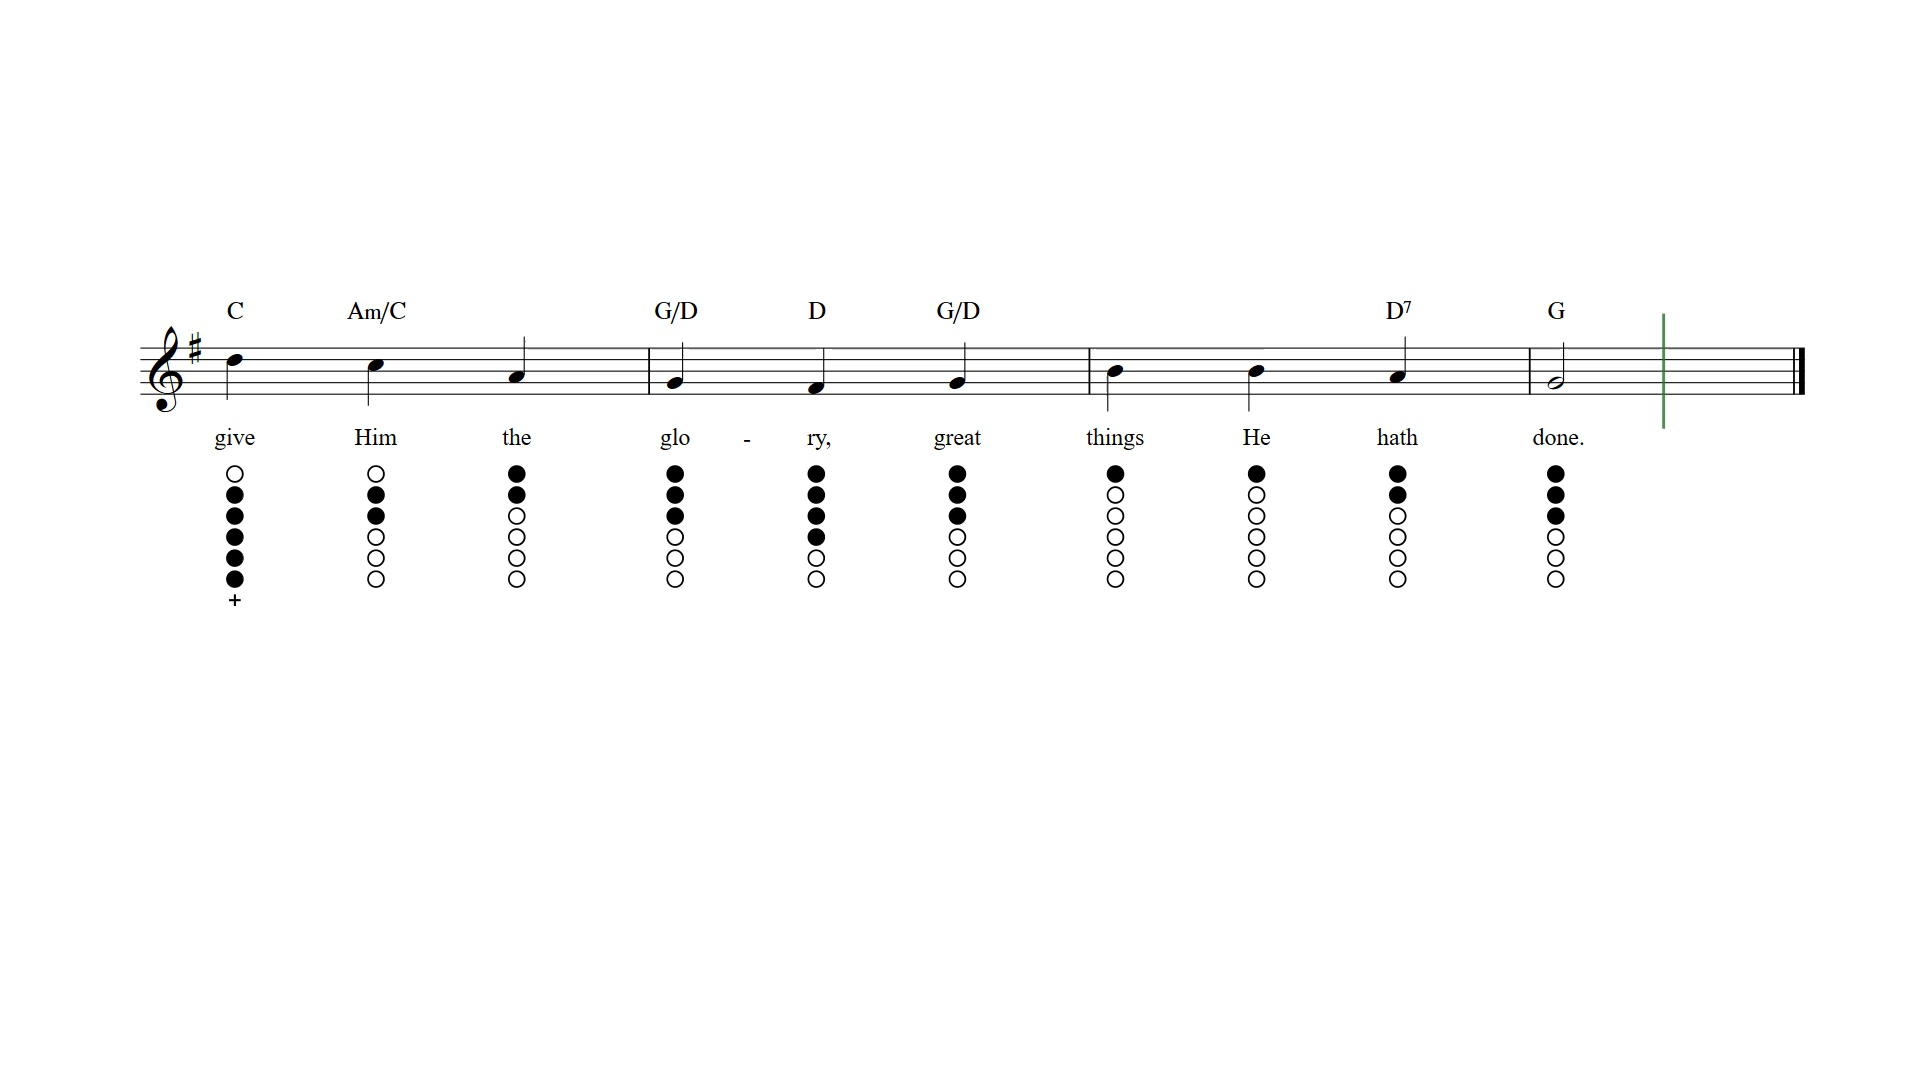 C Am/C G/D D G/D D⁷ G
give Him the glo - ry, great things He hath done.
+